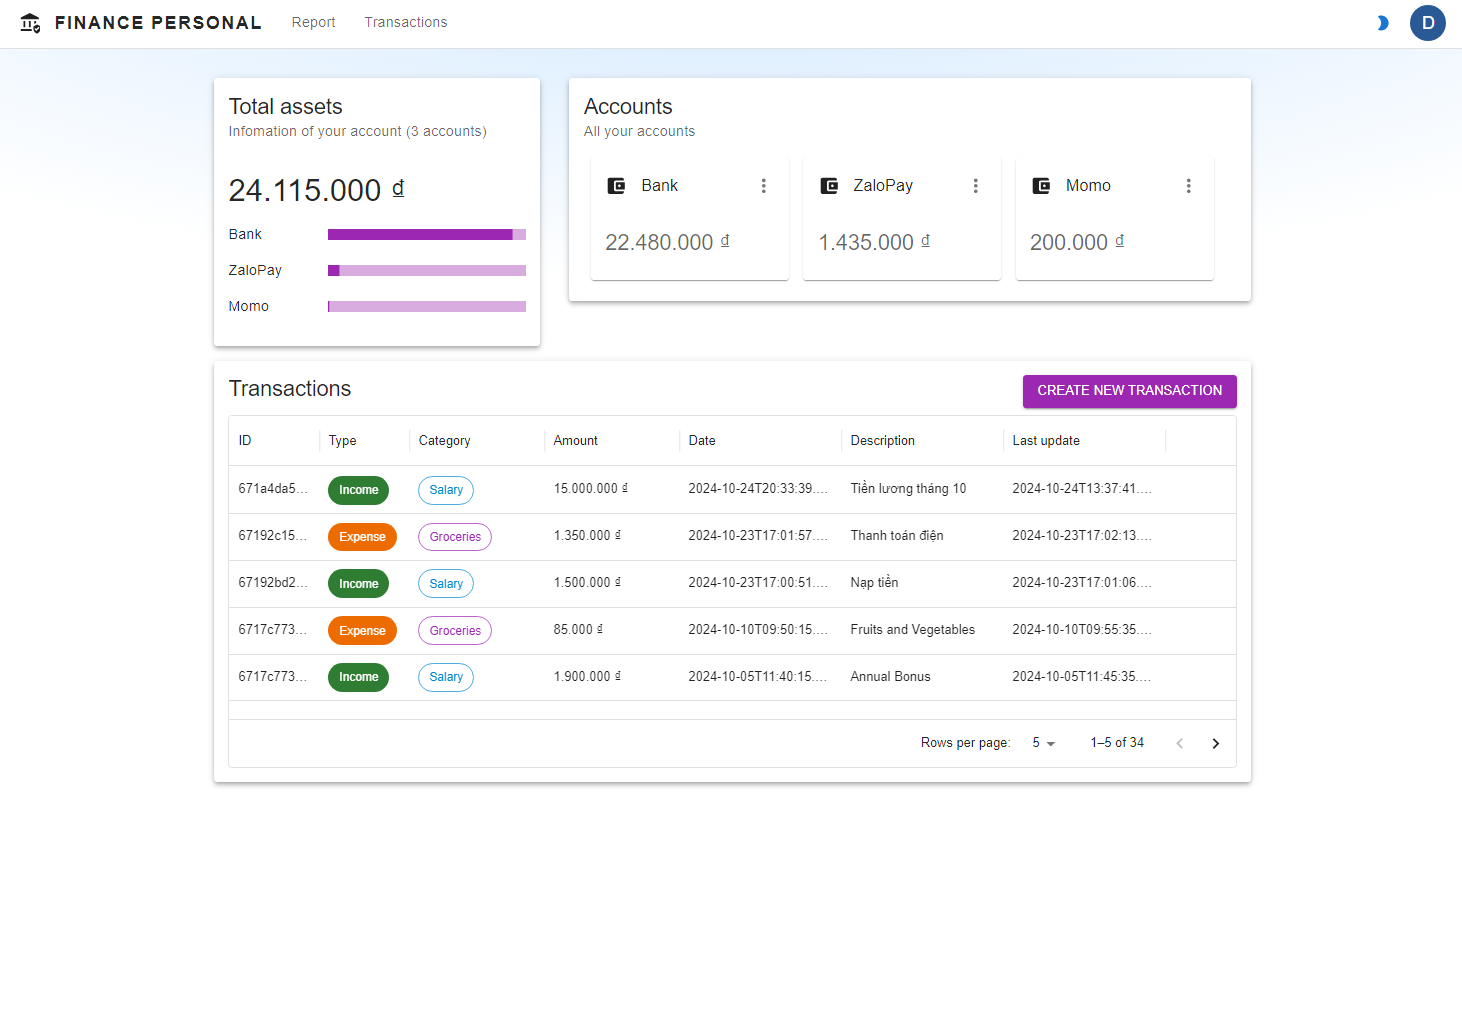 FINANCE PERSONAL Report Transactions D
Total assets
Infomation of your account (3 accounts)
24.115.000 ₫
Bank
ZaloPay
Momo
Accounts
All your accounts
Bank
22.480.000 ₫
ZaloPay
1.435.000 ₫
Momo
200.000 ₫
Transactions
CREATE NEW TRANSACTION
ID Type Category Amount Date Description Last update
671a4da5... Income Salary 15.000.000 ₫ 2024-10-24T20:33:39.... Tiền lương tháng 10 2024-10-24T13:37:41....
67192c15... Expense Groceries 1.350.000 ₫ 2024-10-23T17:01:57.... Thanh toán điện 2024-10-23T17:02:13....
67192bd2... Income Salary 1.500.000 ₫ 2024-10-23T17:00:51.... Nạp tiền 2024-10-23T17:01:06....
6717c773... Expense Groceries 85.000 ₫ 2024-10-10T09:50:15.... Fruits and Vegetables 2024-10-10T09:55:35....
6717c773... Income Salary 1.900.000 ₫ 2024-10-05T11:40:15.... Annual Bonus 2024-10-05T11:45:35....
Rows per page: 5 1–5 of 34